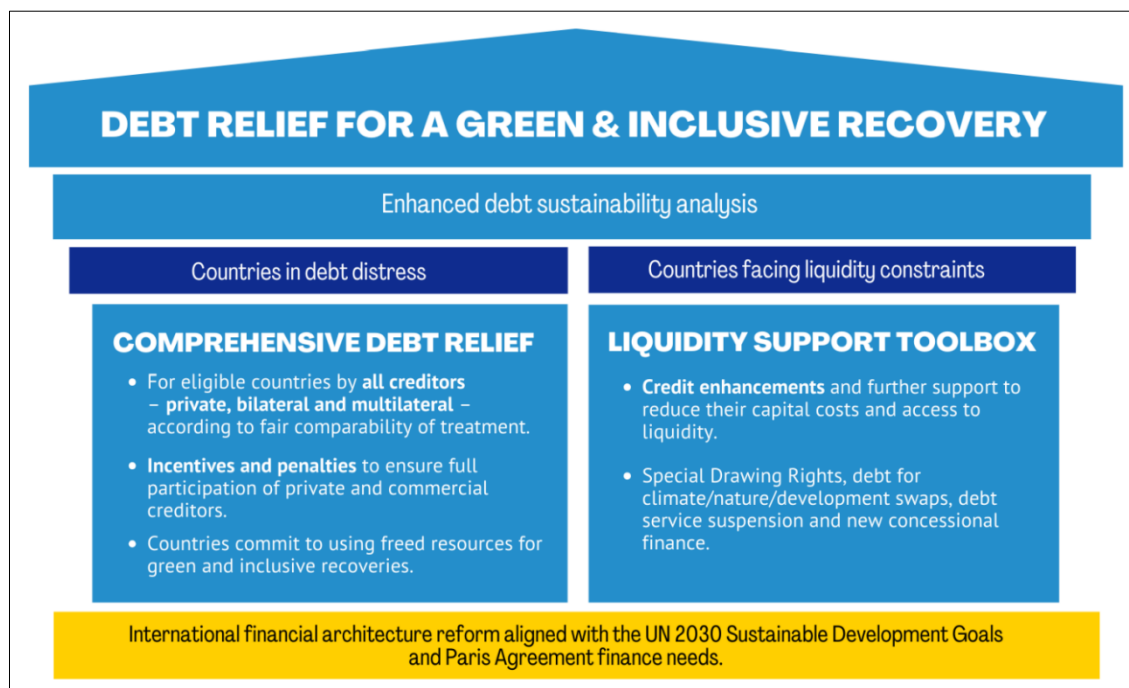 DEBT RELIEF FOR A GREEN & INCLUSIVE RECOVERY
Enhanced debt sustainability analysis
Countries in debt distress
COMPREHENSIVE DEBT RELIEF
• For eligible countries by all creditors
– private, bilateral and multilateral –
according to fair comparability of treatment.
• Incentives and penalties to ensure full
participation of private and commercial
creditors.
• Countries commit to using freed resources for
green and inclusive recoveries.
Countries facing liquidity constraints
LIQUIDITY SUPPORT TOOLBOX
• Credit enhancements and further support to
reduce their capital costs and access to
liquidity.
• Special Drawing Rights, debt for
climate/nature/development swaps, debt
service suspension and new concessional
finance.
International financial architecture reform aligned with the UN 2030 Sustainable Development Goals
and Paris Agreement finance needs.